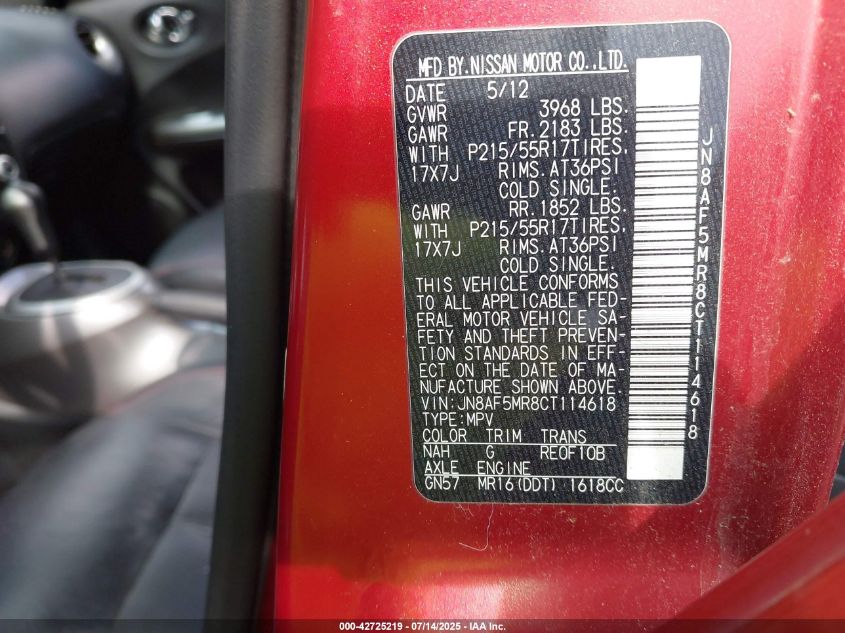 MFD BY.NISSAN MOTOR CO.,LTD.
DATE 5/12
GVWR 3968 LBS.
GAWR FR.2183 LBS.
WITH P215/55R17TIRES,
17X7J RIMS.AT36PSI
COLD SINGLE.
GAWR RR.1852 LBS.
WITH P215/55R17TIRES,
17X7J RIMS.AT36PSI
COLD SINGLE.
THIS VEHICLE CONFORMS
TO ALL APPLICABLE FED-
ERAL MOTOR VEHICLE SA-
FETY AND THEFT PREVEN-
TION STANDARDS IN EFF-
ECT ON THE DATE OF MA-
NUFACTURE SHOWN ABOVE.
VIN:JN8AF5MR8CT114618
TYPE:MPV
COLOR TRIM TRANS
NAH G RE0F10B
AXLE ENGINE
GN57 MR16(DDT) 1618CC
JN8AF5MR8CT114618
000-42725219 - 07/14/2025 - IAA Inc.